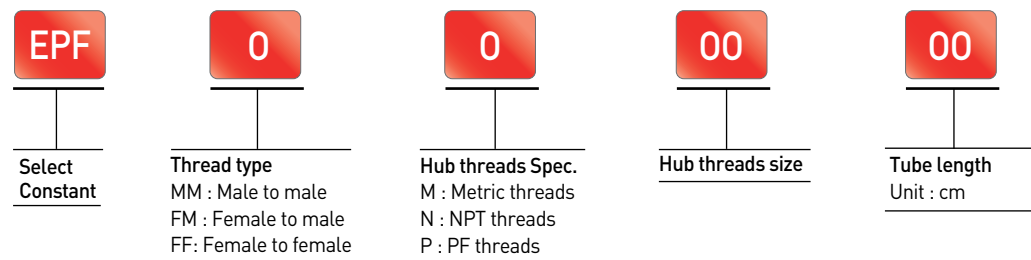 EPF 0 0 00 00
Select
Constant
Thread type
MM : Male to male
FM : Female to male
FF: Female to female
Hub threads Spec.
M : Metric threads
N : NPT threads
P : PF threads
Hub threads size
Tube length
Unit : cm